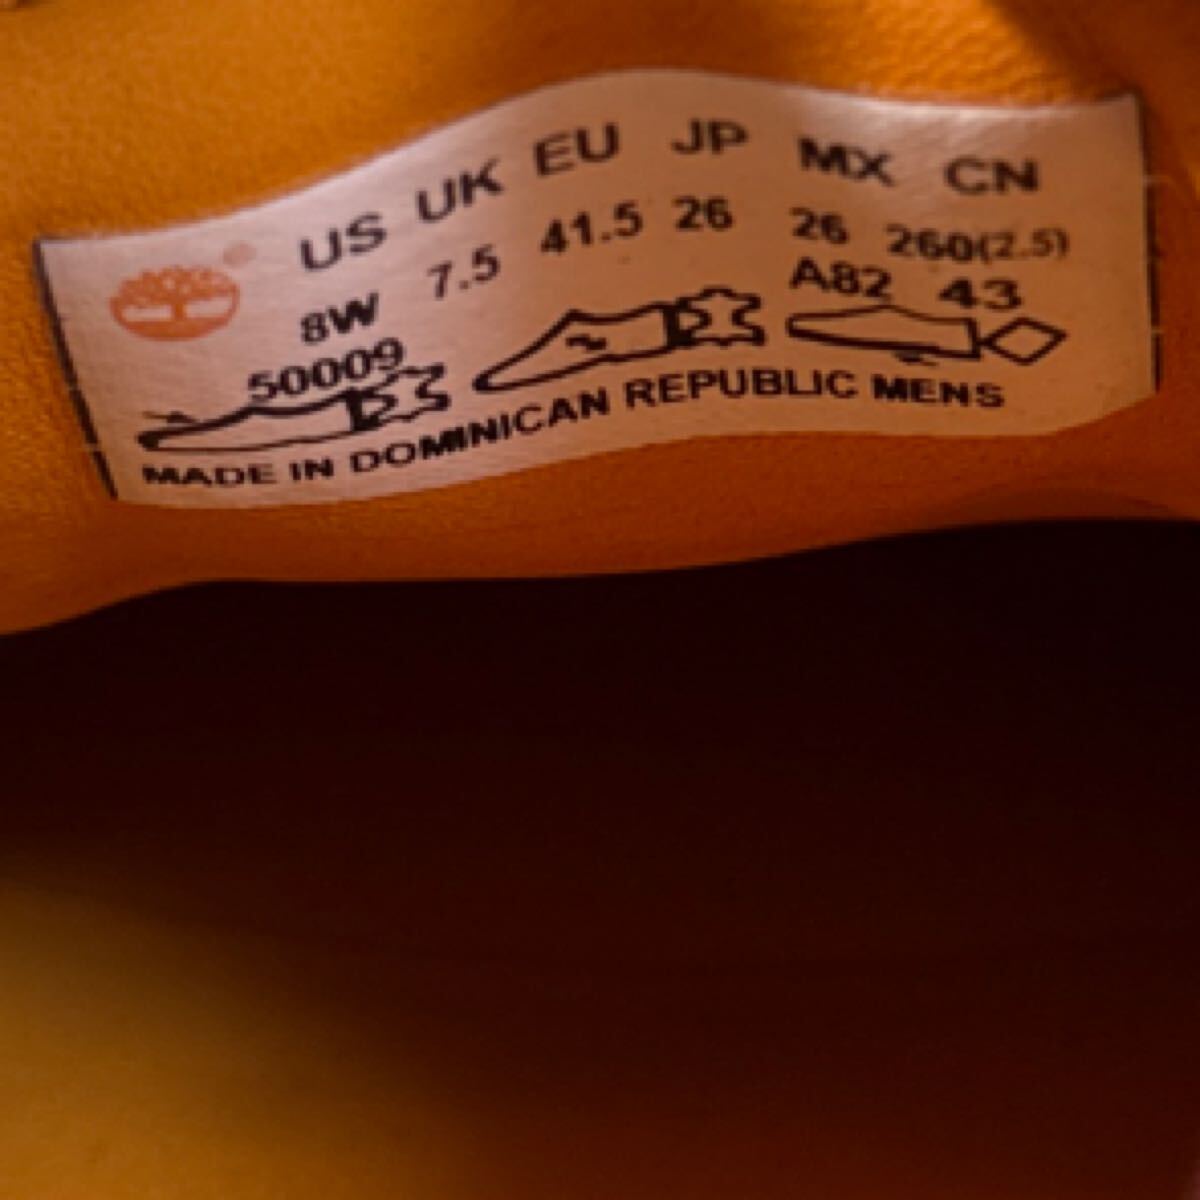 US UK EU JP MX CN
8W 7.5 41.5 26 26 260(2.5)
50009 A82 43
MADE IN DOMINICAN REPUBLIC MENS